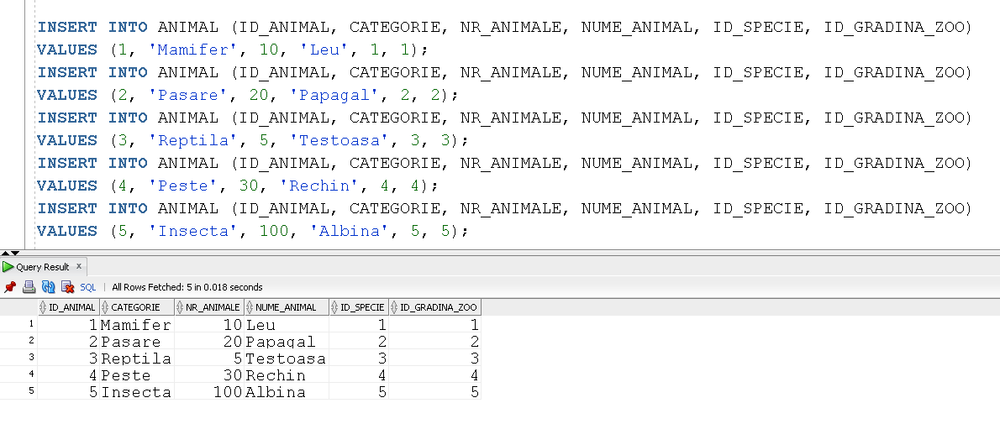 INSERT INTO ANIMAL (ID_ANIMAL, CATEGORIE, NR_ANIMALE, NUME_ANIMAL, ID_SPECIE, ID_GRADINA_ZOO)
VALUES (1, 'Mamifer', 10, 'Leu', 1, 1);
INSERT INTO ANIMAL (ID_ANIMAL, CATEGORIE, NR_ANIMALE, NUME_ANIMAL, ID_SPECIE, ID_GRADINA_ZOO)
VALUES (2, 'Pasare', 20, 'Papagal', 2, 2);
INSERT INTO ANIMAL (ID_ANIMAL, CATEGORIE, NR_ANIMALE, NUME_ANIMAL, ID_SPECIE, ID_GRADINA_ZOO)
VALUES (3, 'Reptila', 5, 'Testoasa', 3, 3);
INSERT INTO ANIMAL (ID_ANIMAL, CATEGORIE, NR_ANIMALE, NUME_ANIMAL, ID_SPECIE, ID_GRADINA_ZOO)
VALUES (4, 'Peste', 30, 'Rechin', 4, 4);
INSERT INTO ANIMAL (ID_ANIMAL, CATEGORIE, NR_ANIMALE, NUME_ANIMAL, ID_SPECIE, ID_GRADINA_ZOO)
VALUES (5, 'Insecta', 100, 'Albina', 5, 5);
Query Result x
SQL | All Rows Fetched: 5 in 0.018 seconds
ID_ANIMAL CATEGORIE NR_ANIMALE NUME_ANIMAL ID_SPECIE ID_GRADINA_ZOO
1 1 Mamifer 10 Leu 1 1
2 2 Pasare 20 Papagal 2 2
3 3 Reptila 5 Testoasa 3 3
4 4 Peste 30 Rechin 4 4
5 5 Insecta 100 Albina 5 5